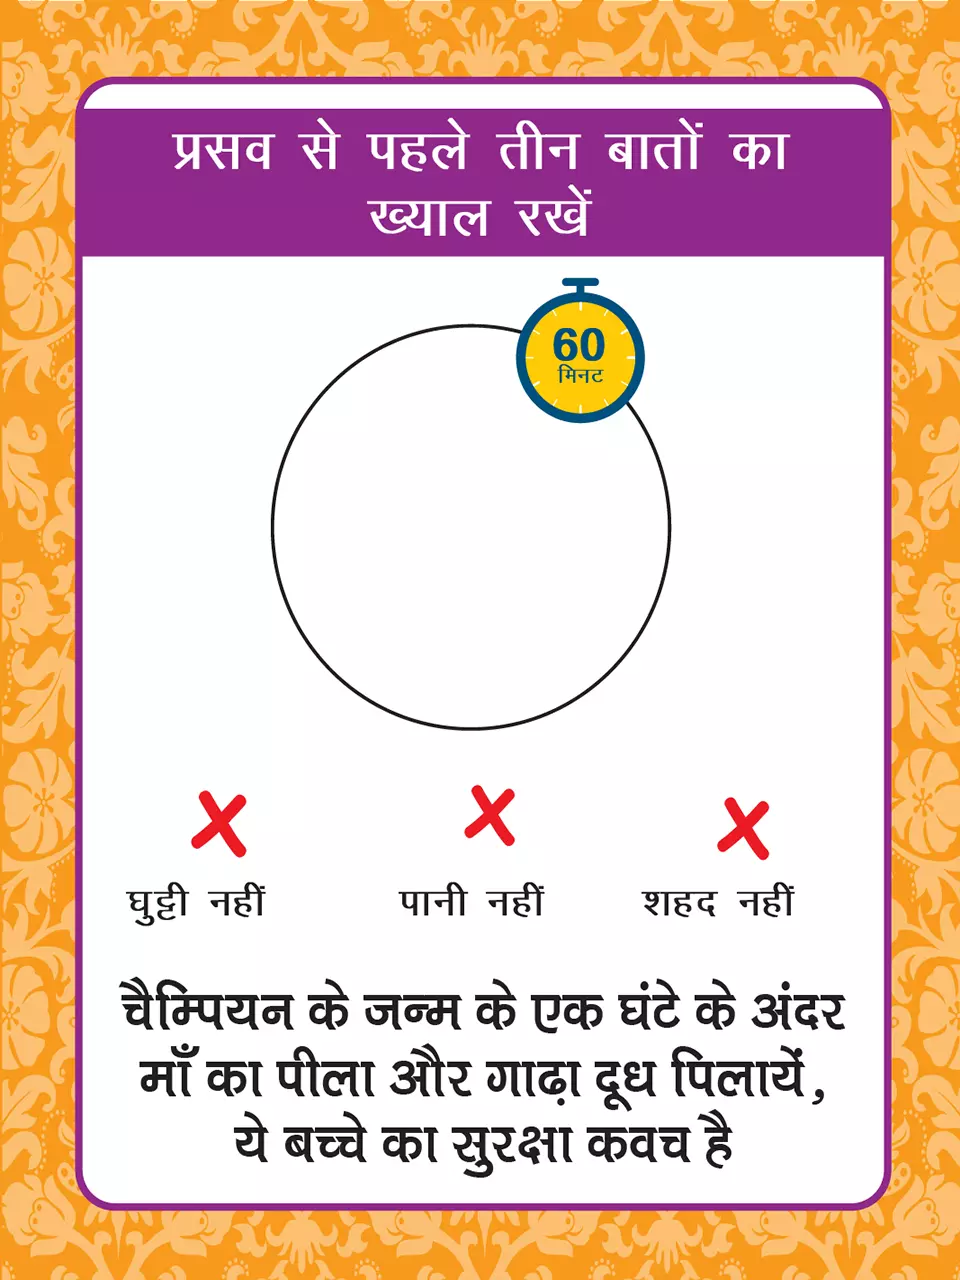 प्रसव से पहले तीन बातों का
ख्याल रखें
60
मिनट
घुट्टी नहीं
पानी नहीं
शहद नहीं
चैम्पियन के जन्म के एक घंटे के अंदर
माँ का पीला और गाढ़ा दूध पिलायें,
ये बच्चे का सुरक्षा कवच है